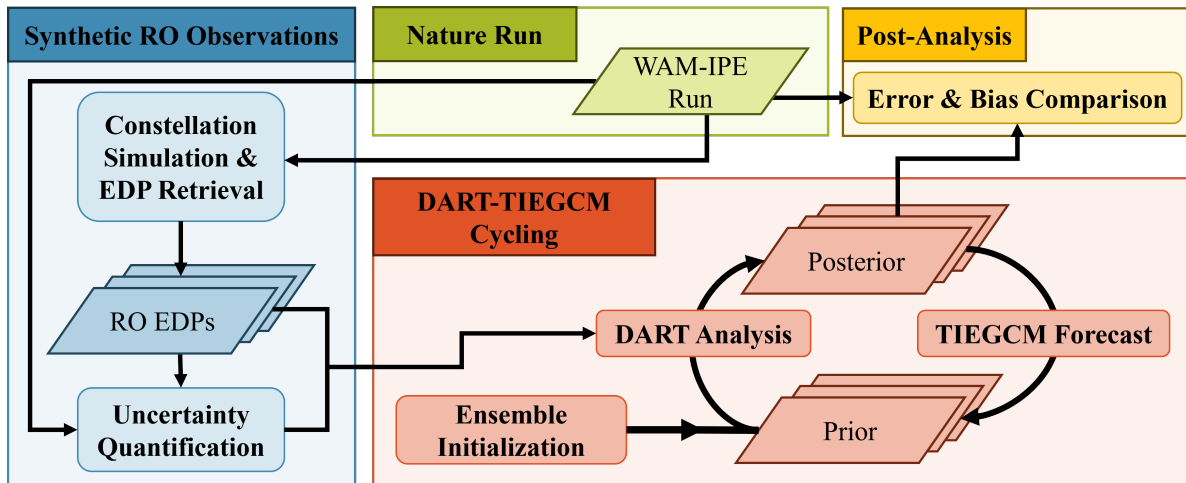 Synthetic RO Observations
Constellation
Simulation &
EDP Retrieval
RO EDPs
Uncertainty
Quantification
Nature Run
WAM-IPE
Run
Post-Analysis
Error & Bias Comparison
DART-TIEGCM
Cycling
Posterior
DART Analysis
TIEGCM Forecast
Ensemble
Initialization
Prior